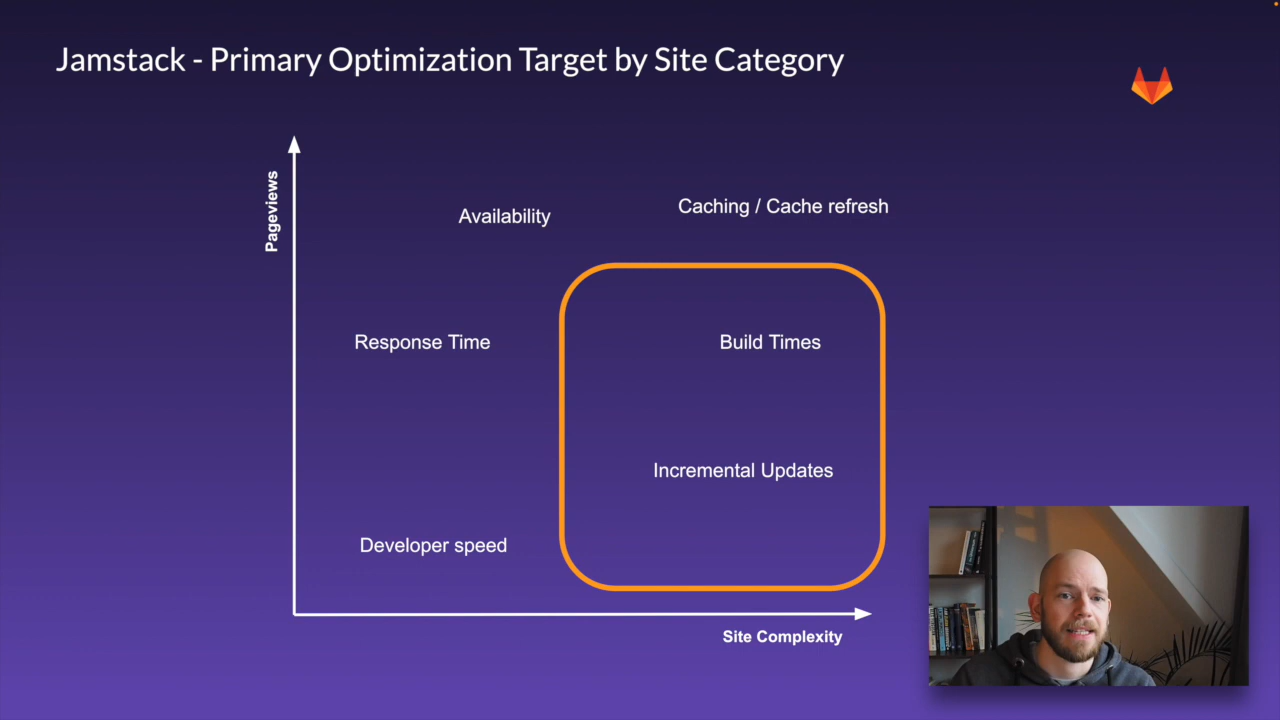 Jamstack - Primary Optimization Target by Site Category
Pageviews
Availability
Caching / Cache refresh
Response Time
Build Times
Incremental Updates
Developer speed
Site Complexity